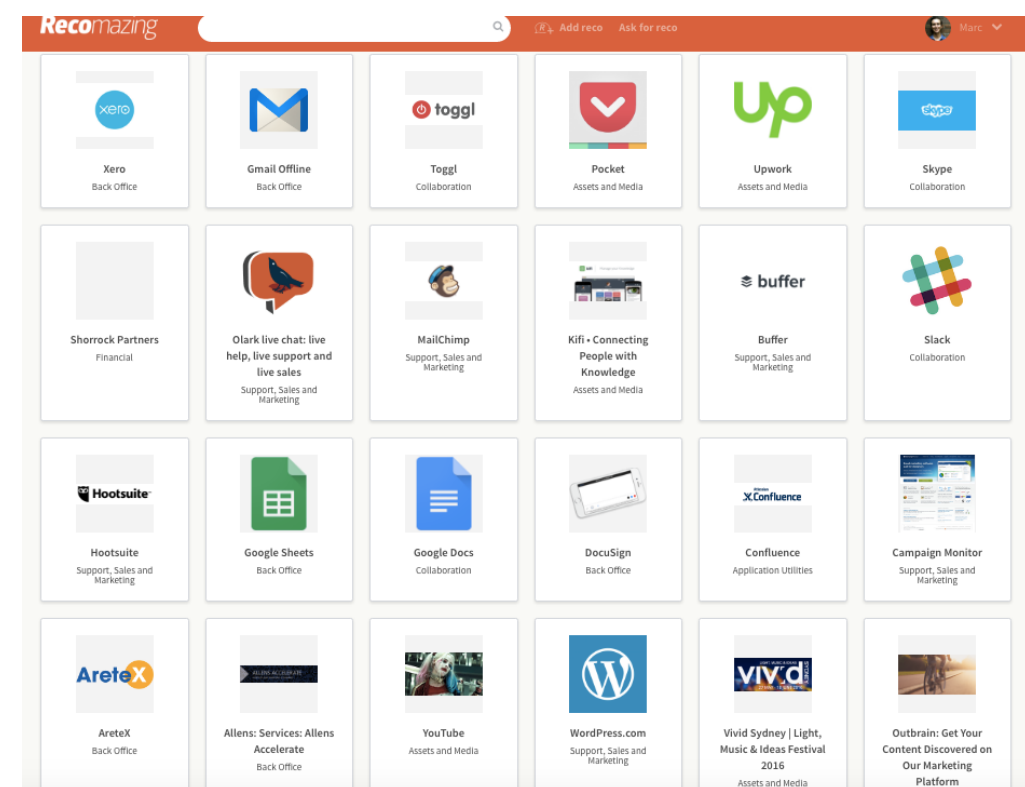 Recomazing
Add reco Ask for reco Marc
xero
toggl
Up
skype
Xero Gmail Offline Toggl Pocket Upwork Skype
Back Office Back Office Collaboration Assets and Media Assets and Media Collaboration
buffer
Shorrock Partners
Financial
Olark live chat: live
help, live support and
live sales
Support, Sales and
Marketing
MailChimp
Support, Sales and
Marketing
Kifi • Connecting
People with
Knowledge
Assets and Media
Buffer
Support, Sales and
Marketing
Slack
Collaboration
Hootsuite
Confluence
Hootsuite
Support, Sales and
Marketing
Google Sheets
Back Office
Google Docs
Collaboration
DocuSign
Back Office
Confluence
Application Utilities
Campaign Monitor
Support, Sales and
Marketing
AreteX
ALLENS ACCELERATE
VIVID
SYDNEY
AreteX
Back Office
Allens: Services: Allens
Accelerate
Back Office
YouTube
Assets and Media
WordPress.com
Support, Sales and
Marketing
Vivid Sydney | Light,
Music & Ideas Festival
2016
Assets and Media
Outbrain: Get Your
Content Discovered on
Our Marketing
Platform